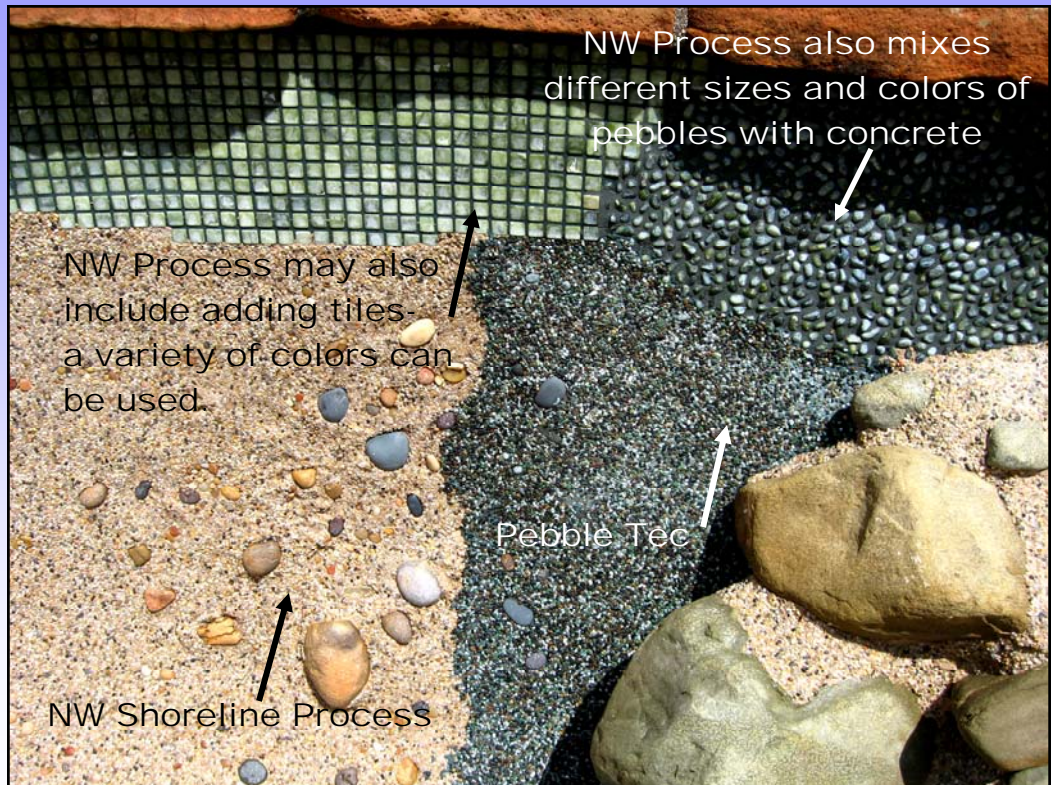 NW Process also mixes
different sizes and colors of
pebbles with concrete
NW Process may also
include adding tiles-
a variety of colors can
be used.
Pebble Tec
NW Shoreline Process